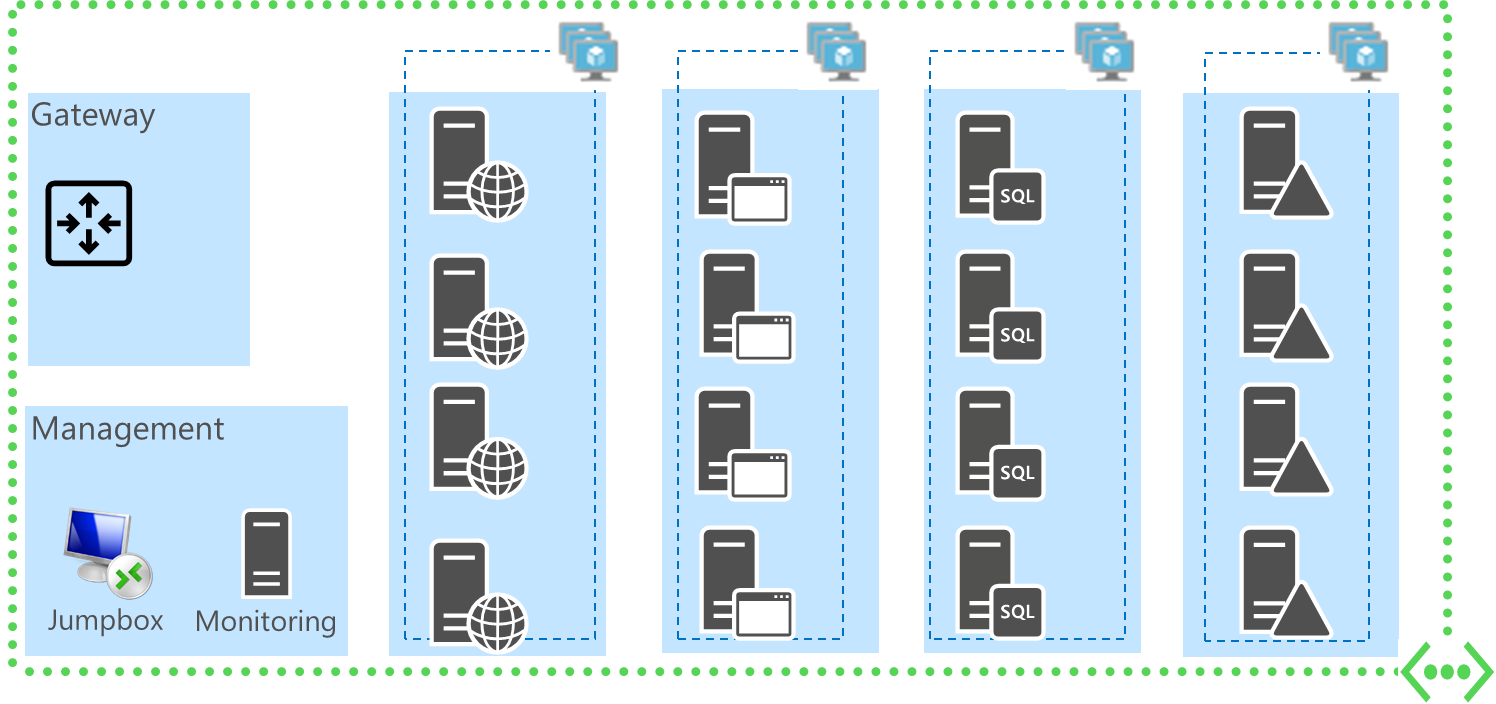 Gateway
SQL
SQL
Management
SQL
Jumpbox
Monitoring
SQL